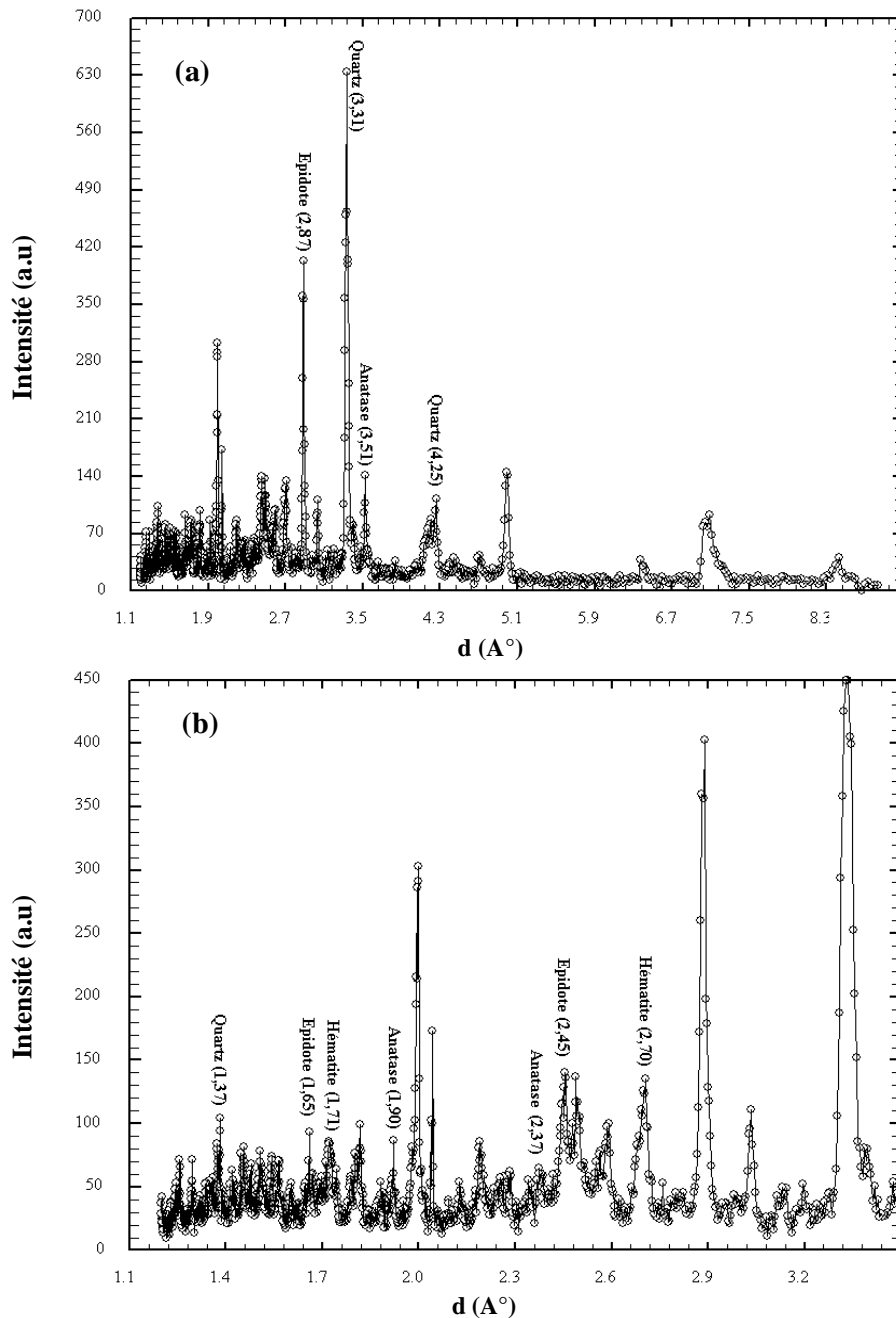 (a)
Intensité (a.u)
700
630
560
490
420
350
280
210
140
70
0
Epidote (2,87)
Quartz (3,31)
Anatase (3,51)
Quartz (4,25)
1.1 1.9 2.7 3.5 4.3 5.1 5.9 6.7 7.5 8.3
d (A°)
(b)
Intensité (a.u)
450
400
350
300
250
200
150
100
50
0
Quartz (1,37)
Epidote (1,65)
Hématite (1,71)
Anatase (1,90)
Anatase (2,37)
Epidote (2,45)
Hématite (2,70)
1.1 1.4 1.7 2.0 2.3 2.6 2.9 3.2
d (A°)